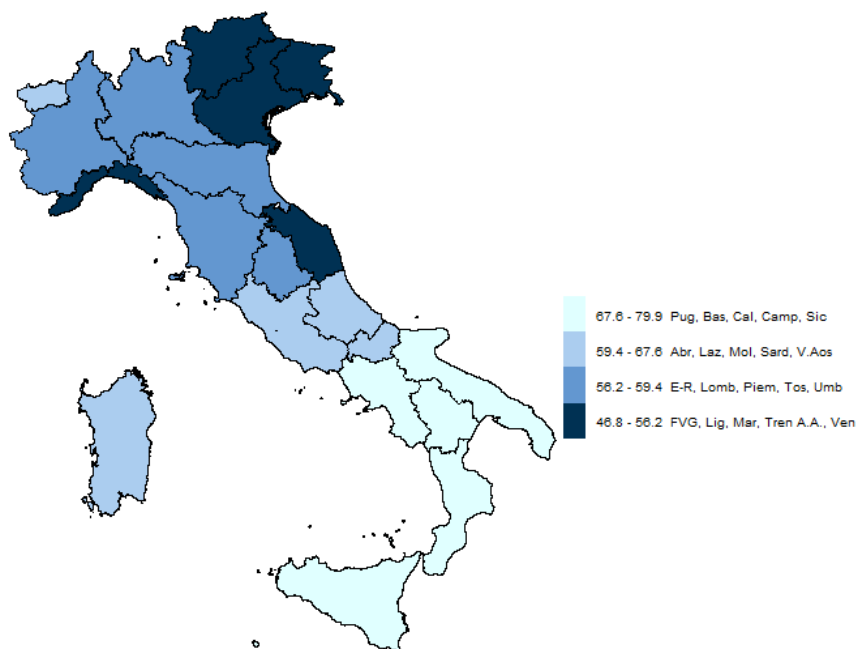 67.6 - 79.9 Pug, Bas, Cal, Camp, Sic
59.4 - 67.6 Abr, Laz, Mol, Sard, V.Aos
56.2 - 59.4 E-R, Lomb, Piem, Tos, Umb
46.8 - 56.2 FVG, Lig, Mar, Tren A.A., Ven